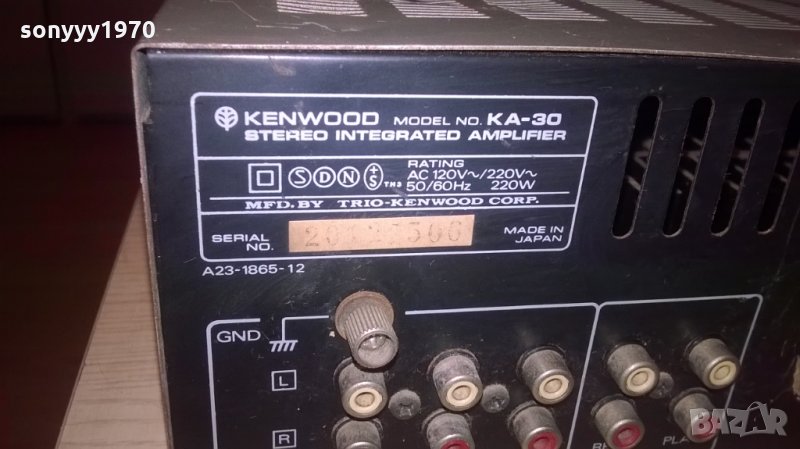 sonyyy1970
KENWOOD MODEL NO. KA-30
STEREO INTEGRATED AMPLIFIER
S D N +S
RATING
AC 120V~/220V~
50/60Hz 220W
MFD. BY TRIO-KENWOOD CORP.
SERIAL NO.
MADE IN JAPAN
A23-1865-12
GND
L
R
BAZAR